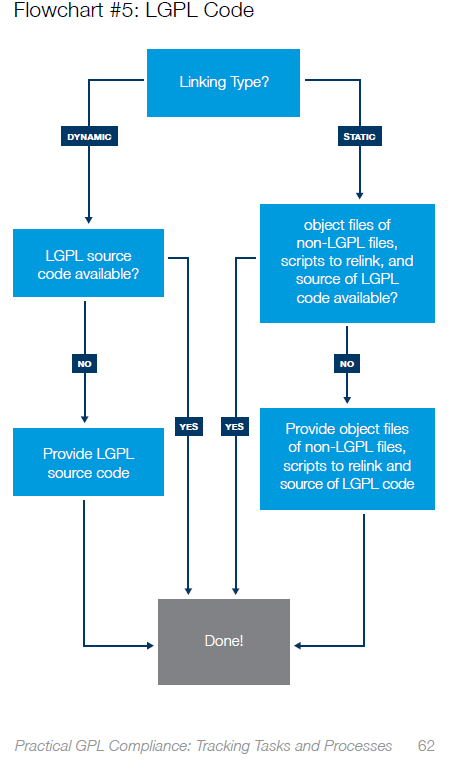 Flowchart #5: LGPL Code
Linking Type?
DYNAMIC
STATIC
LGPL source
code available?
object files of
non-LGPL files,
scripts to relink, and
source of LGPL
code available?
NO
NO
YES
YES
Provide LGPL
source code
Provide object files
of non-LGPL files,
scripts to relink and
source of LGPL code
Done!
Practical GPL Compliance: Tracking Tasks and Processes 62